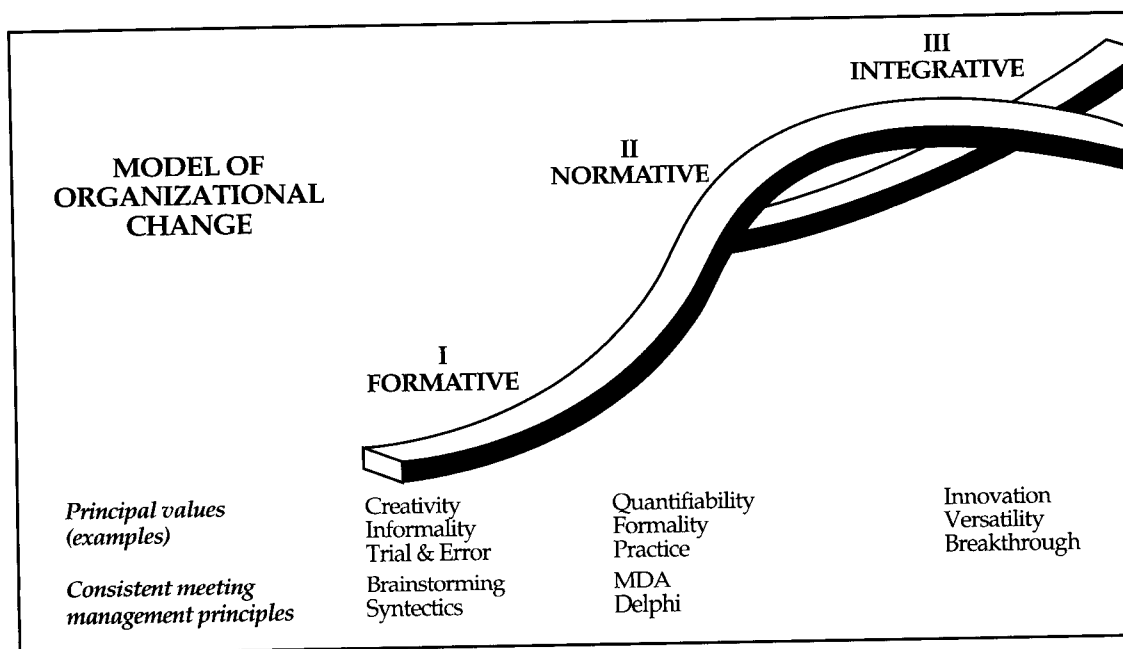 MODEL OF
ORGANIZATIONAL
CHANGE
I
FORMATIVE
II
NORMATIVE
III
INTEGRATIVE
Principal values
(examples)
Creativity
Informality
Trial & Error
Quantifiability
Formality
Practice
Innovation
Versatility
Breakthrough
Consistent meeting
management principles
Brainstorming
Syntectics
MDA
Delphi